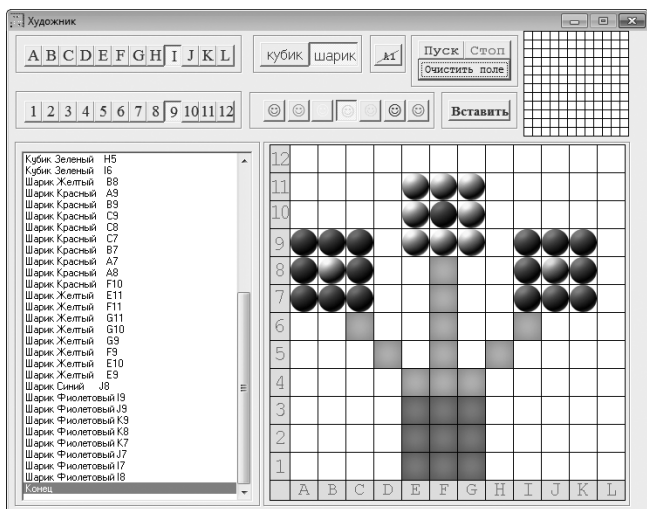 Художник
A B C D E F G H I J K L
кубик шарик
Пуск Стоп
Очистить поле
1 2 3 4 5 6 7 8 9 10 11 12
Вставить
Кубик Зеленый H5
Кубик Зеленый I6
Шарик Желтый B8
Шарик Красный A9
Шарик Красный B9
Шарик Красный C9
Шарик Красный C8
Шарик Красный C7
Шарик Красный B7
Шарик Красный A7
Шарик Красный A8
Шарик Красный F10
Шарик Желтый E11
Шарик Желтый F11
Шарик Желтый G11
Шарик Желтый G10
Шарик Желтый G9
Шарик Желтый F9
Шарик Желтый E10
Шарик Желтый E9
Шарик Синий J8
Шарик Фиолетовый I9
Шарик Фиолетовый J9
Шарик Фиолетовый K9
Шарик Фиолетовый K8
Шарик Фиолетовый K7
Шарик Фиолетовый J7
Шарик Фиолетовый I7
Шарик Фиолетовый I8
Конец
12
11
10
9
8
7
6
5
4
3
2
1
A B C D E F G H I J K L